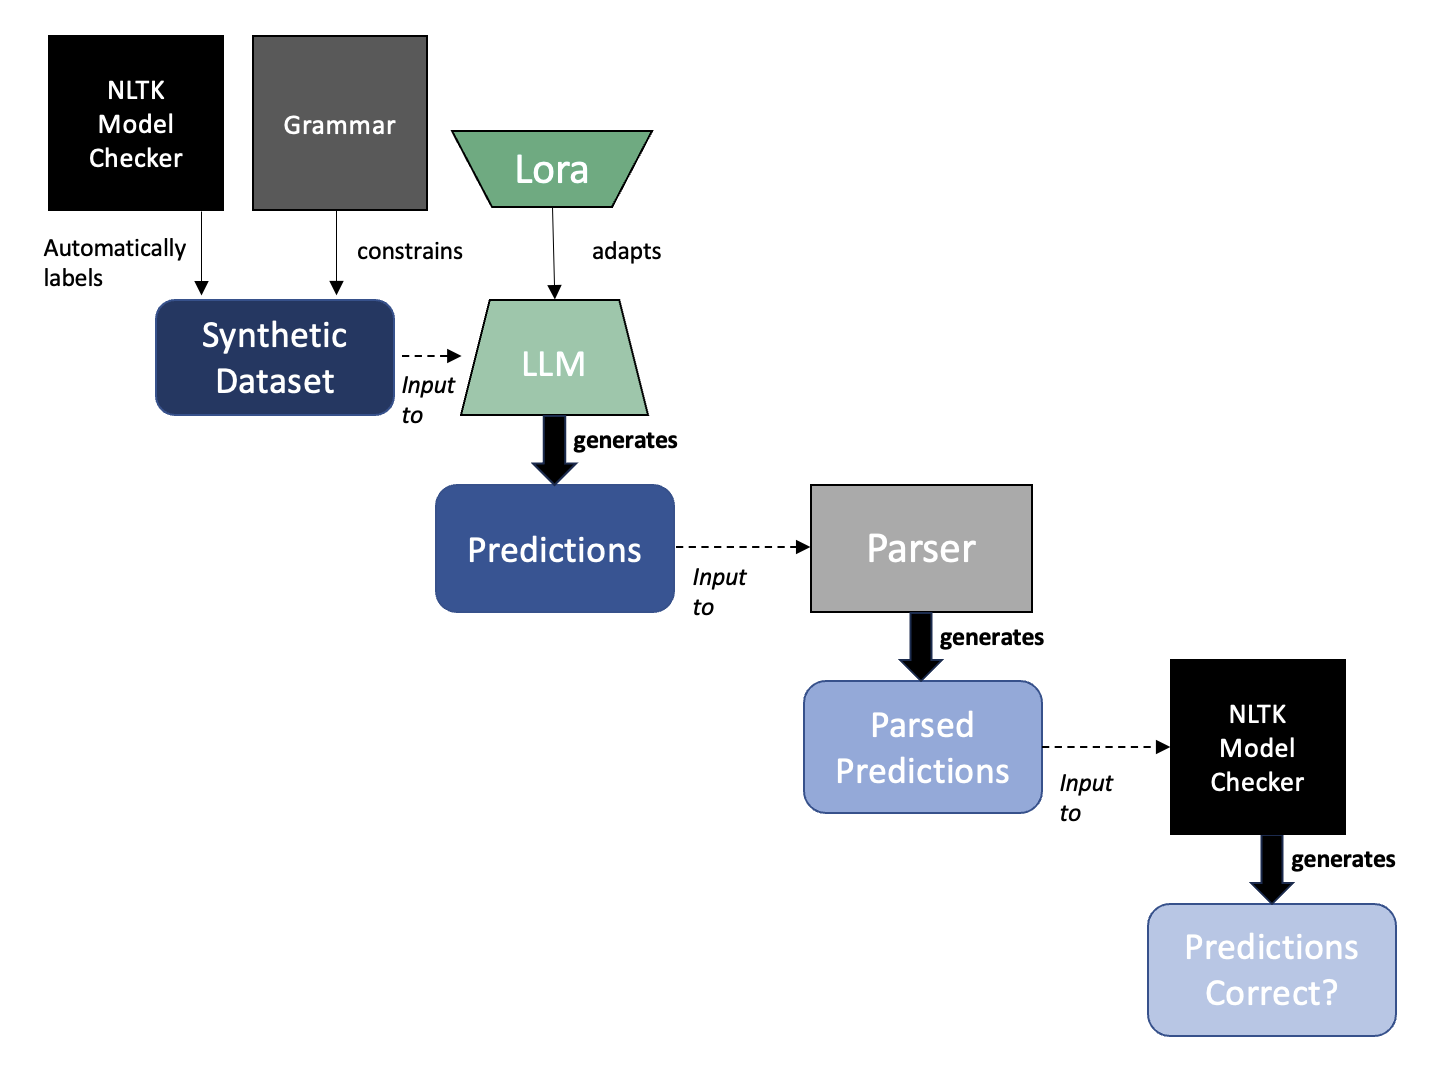 NLTK
Model
Checker
Grammar
Lora
Automatically
labels
constrains
adapts
Synthetic
Dataset
Input
to
LLM
generates
Predictions
Input
to
Parser
generates
Parsed
Predictions
Input
to
NLTK
Model
Checker
generates
Predictions
Correct?